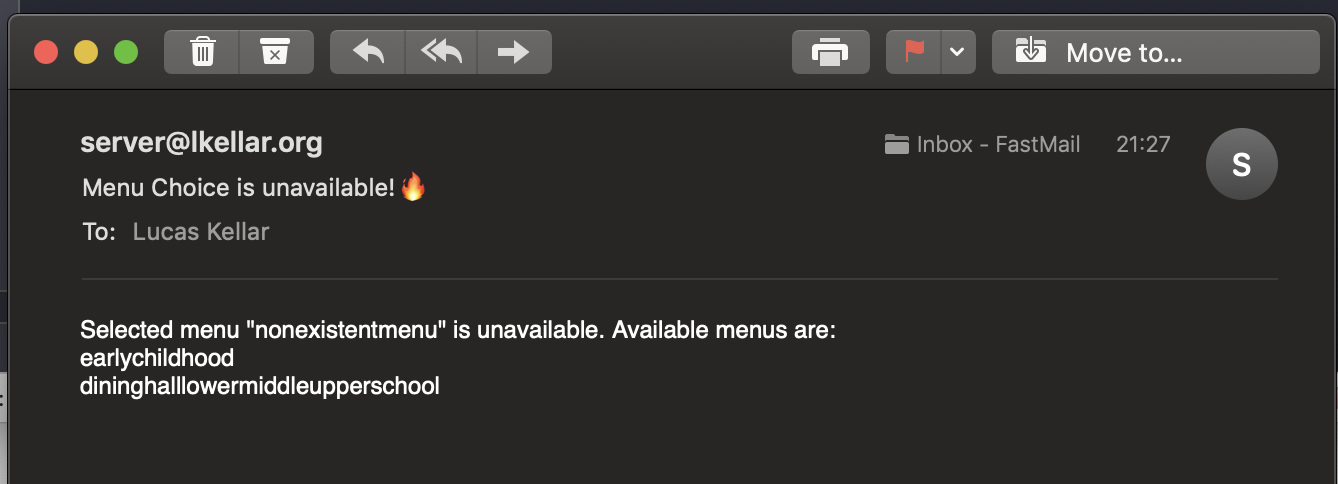 Move to...
server@lkellar.org
Inbox - FastMail
21:27
S
Menu Choice is unavailable!🔥
To: Lucas Kellar
Selected menu "nonexistentmenu" is unavailable. Available menus are:
earlychildhood
dininghalllowermiddleupperschool